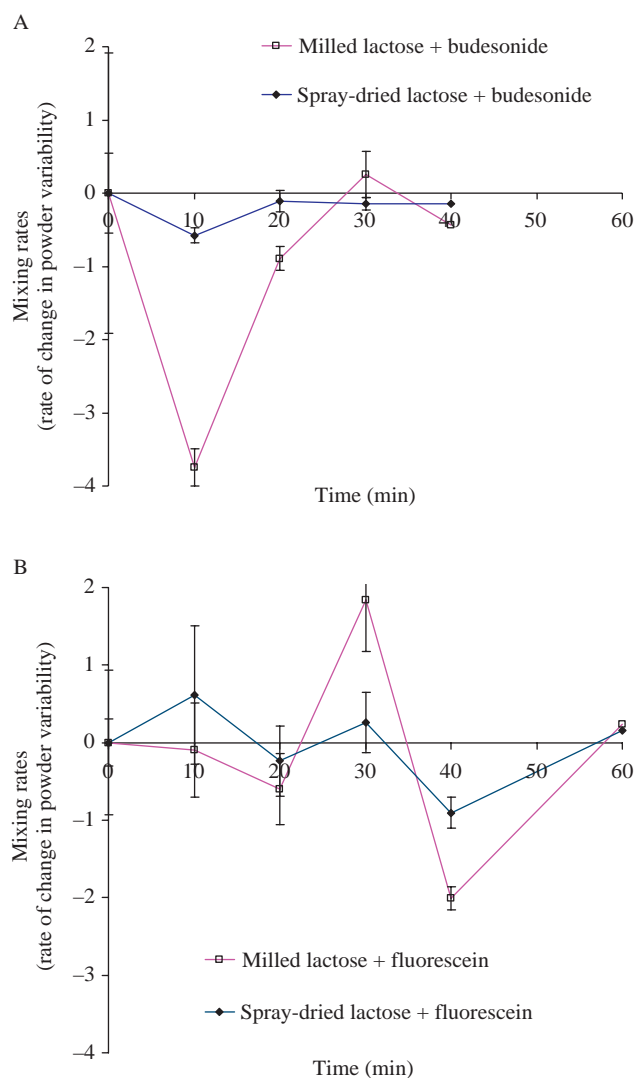 A
2
1
0
–1
–2
–3
–4
0
10
20
30
40
50
60
Mixing rates
(rate of change in powder variability)
Milled lactose + budesonide
Spray-dried lactose + budesonide
Time (min)
B
2
1
0
–1
–2
–3
–4
0
10
20
30
40
50
60
Mixing rates
(rate of change in powder variability)
Milled lactose + fluorescein
Spray-dried lactose + fluorescein
Time (min)